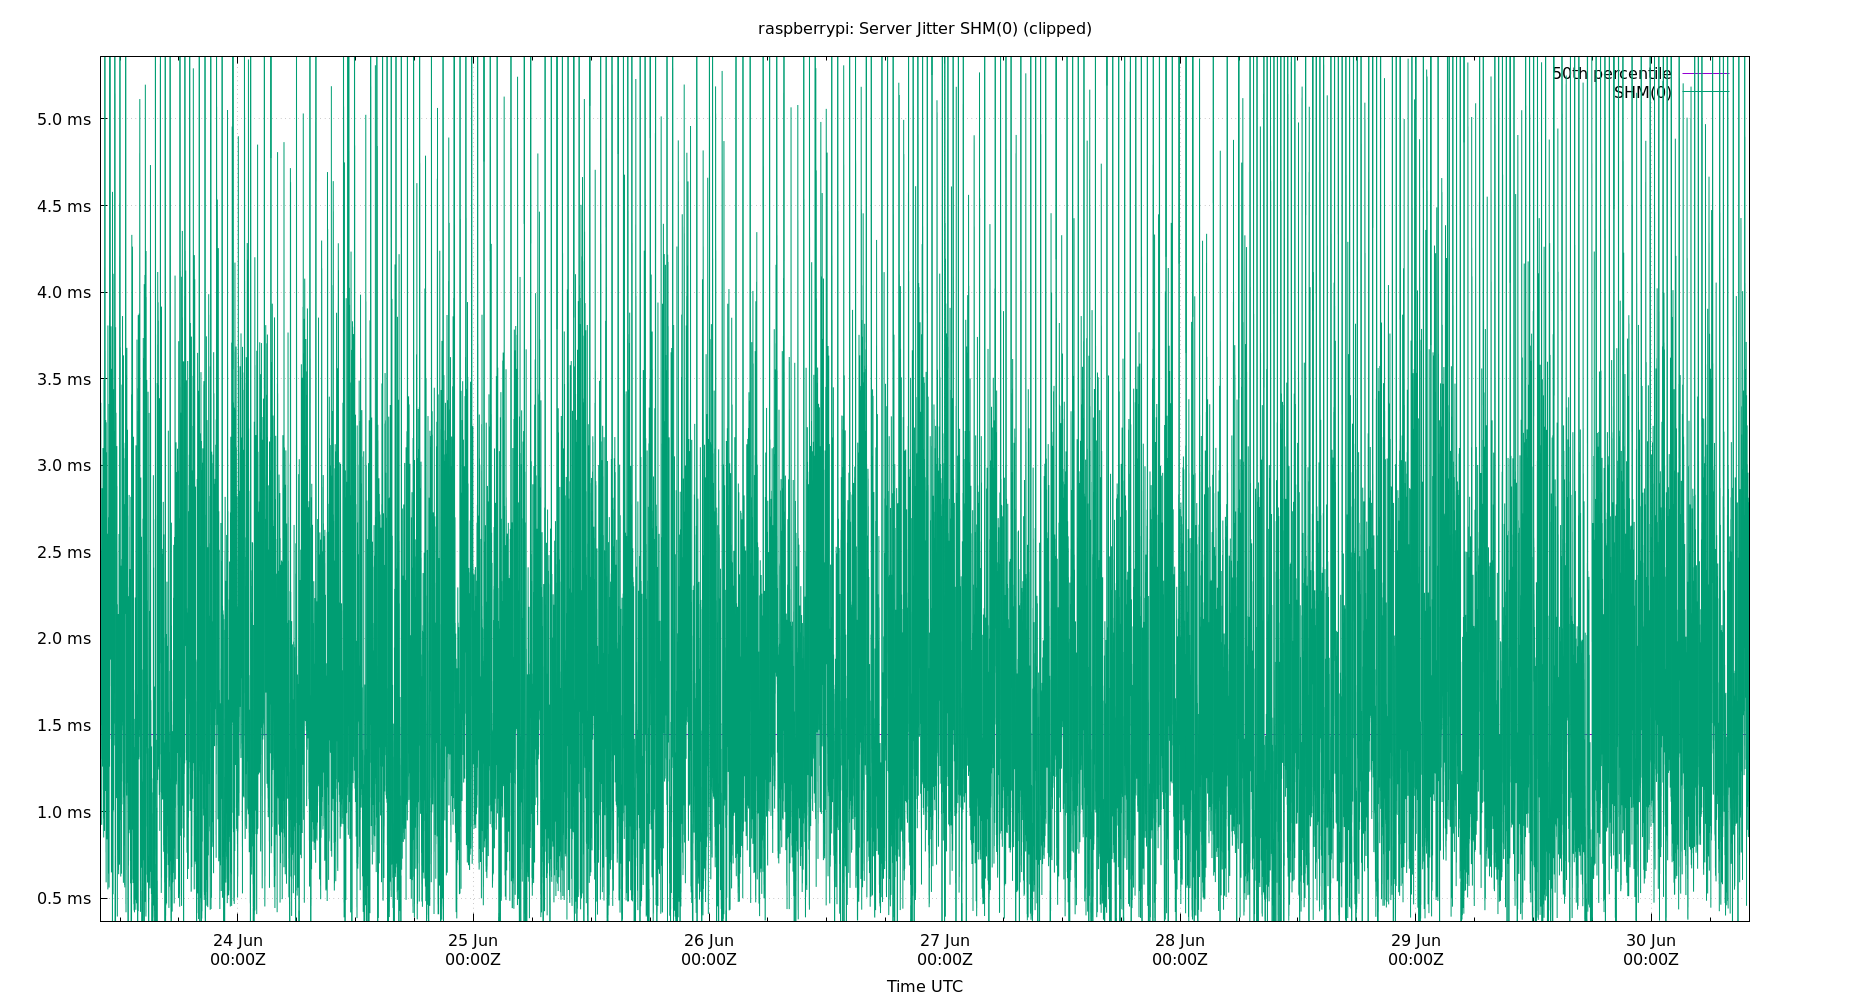 raspberrypi: Server Jitter SHM(0) (clipped)
50th percentile
SHM(0)
5.0 ms
4.5 ms
4.0 ms
3.5 ms
3.0 ms
2.5 ms
2.0 ms
1.5 ms
1.0 ms
0.5 ms
24 Jun 25 Jun 26 Jun 27 Jun 28 Jun 29 Jun 30 Jun
00:00Z 00:00Z 00:00Z 00:00Z 00:00Z 00:00Z 00:00Z
Time UTC